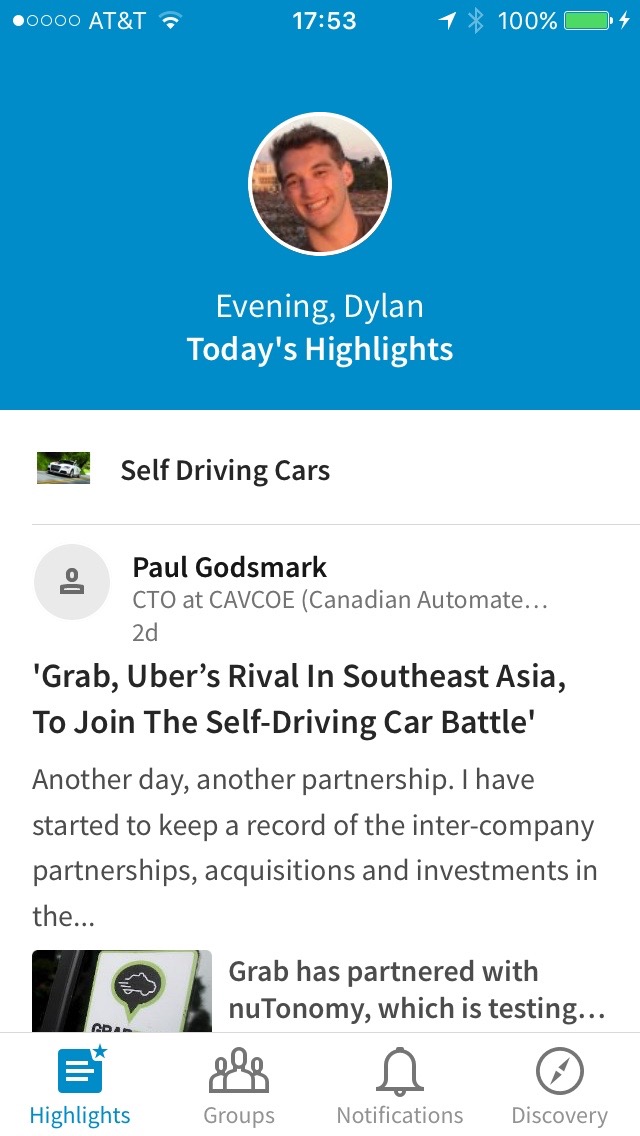 AT&T 17:53 100%
Evening, Dylan
Today's Highlights
Self Driving Cars
Paul Godsmark
CTO at CAVCOE (Canadian Automate...
2d
'Grab, Uber’s Rival In Southeast Asia,
To Join The Self-Driving Car Battle'
Another day, another partnership. I have
started to keep a record of the inter-company
partnerships, acquisitions and investments in
the...
Grab has partnered with
nuTonomy, which is testing...
Highlights Groups Notifications Discovery